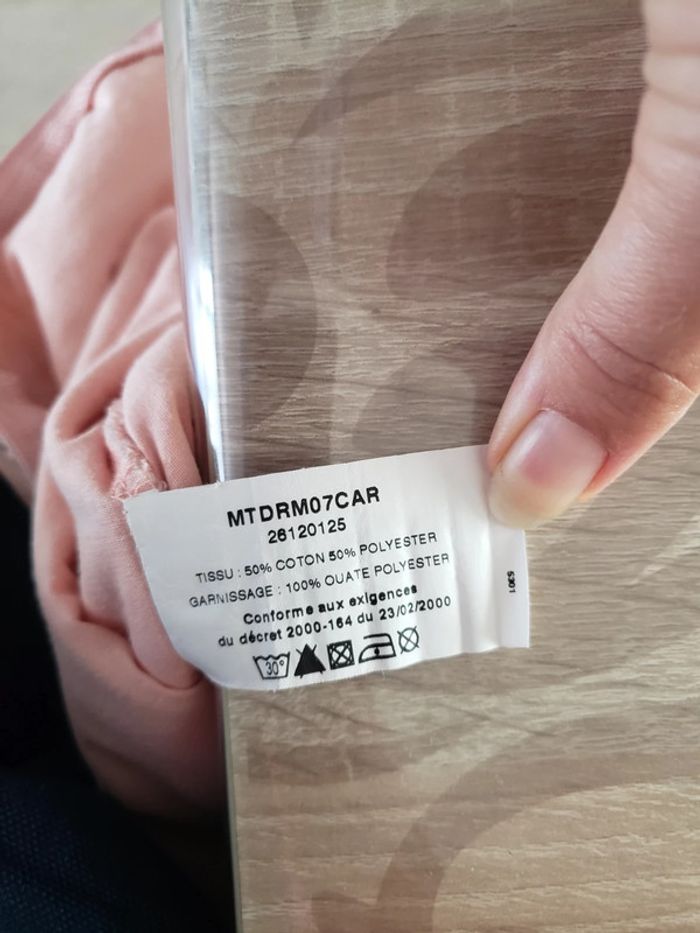 MTDRM07CAR
26120125
TISSU : 50% COTON 50% POLYESTER
GARNISSAGE : 100% OUATE POLYESTER
Conforme aux exigences
du décret 2000-164 du 23/02/2000
30°
5301